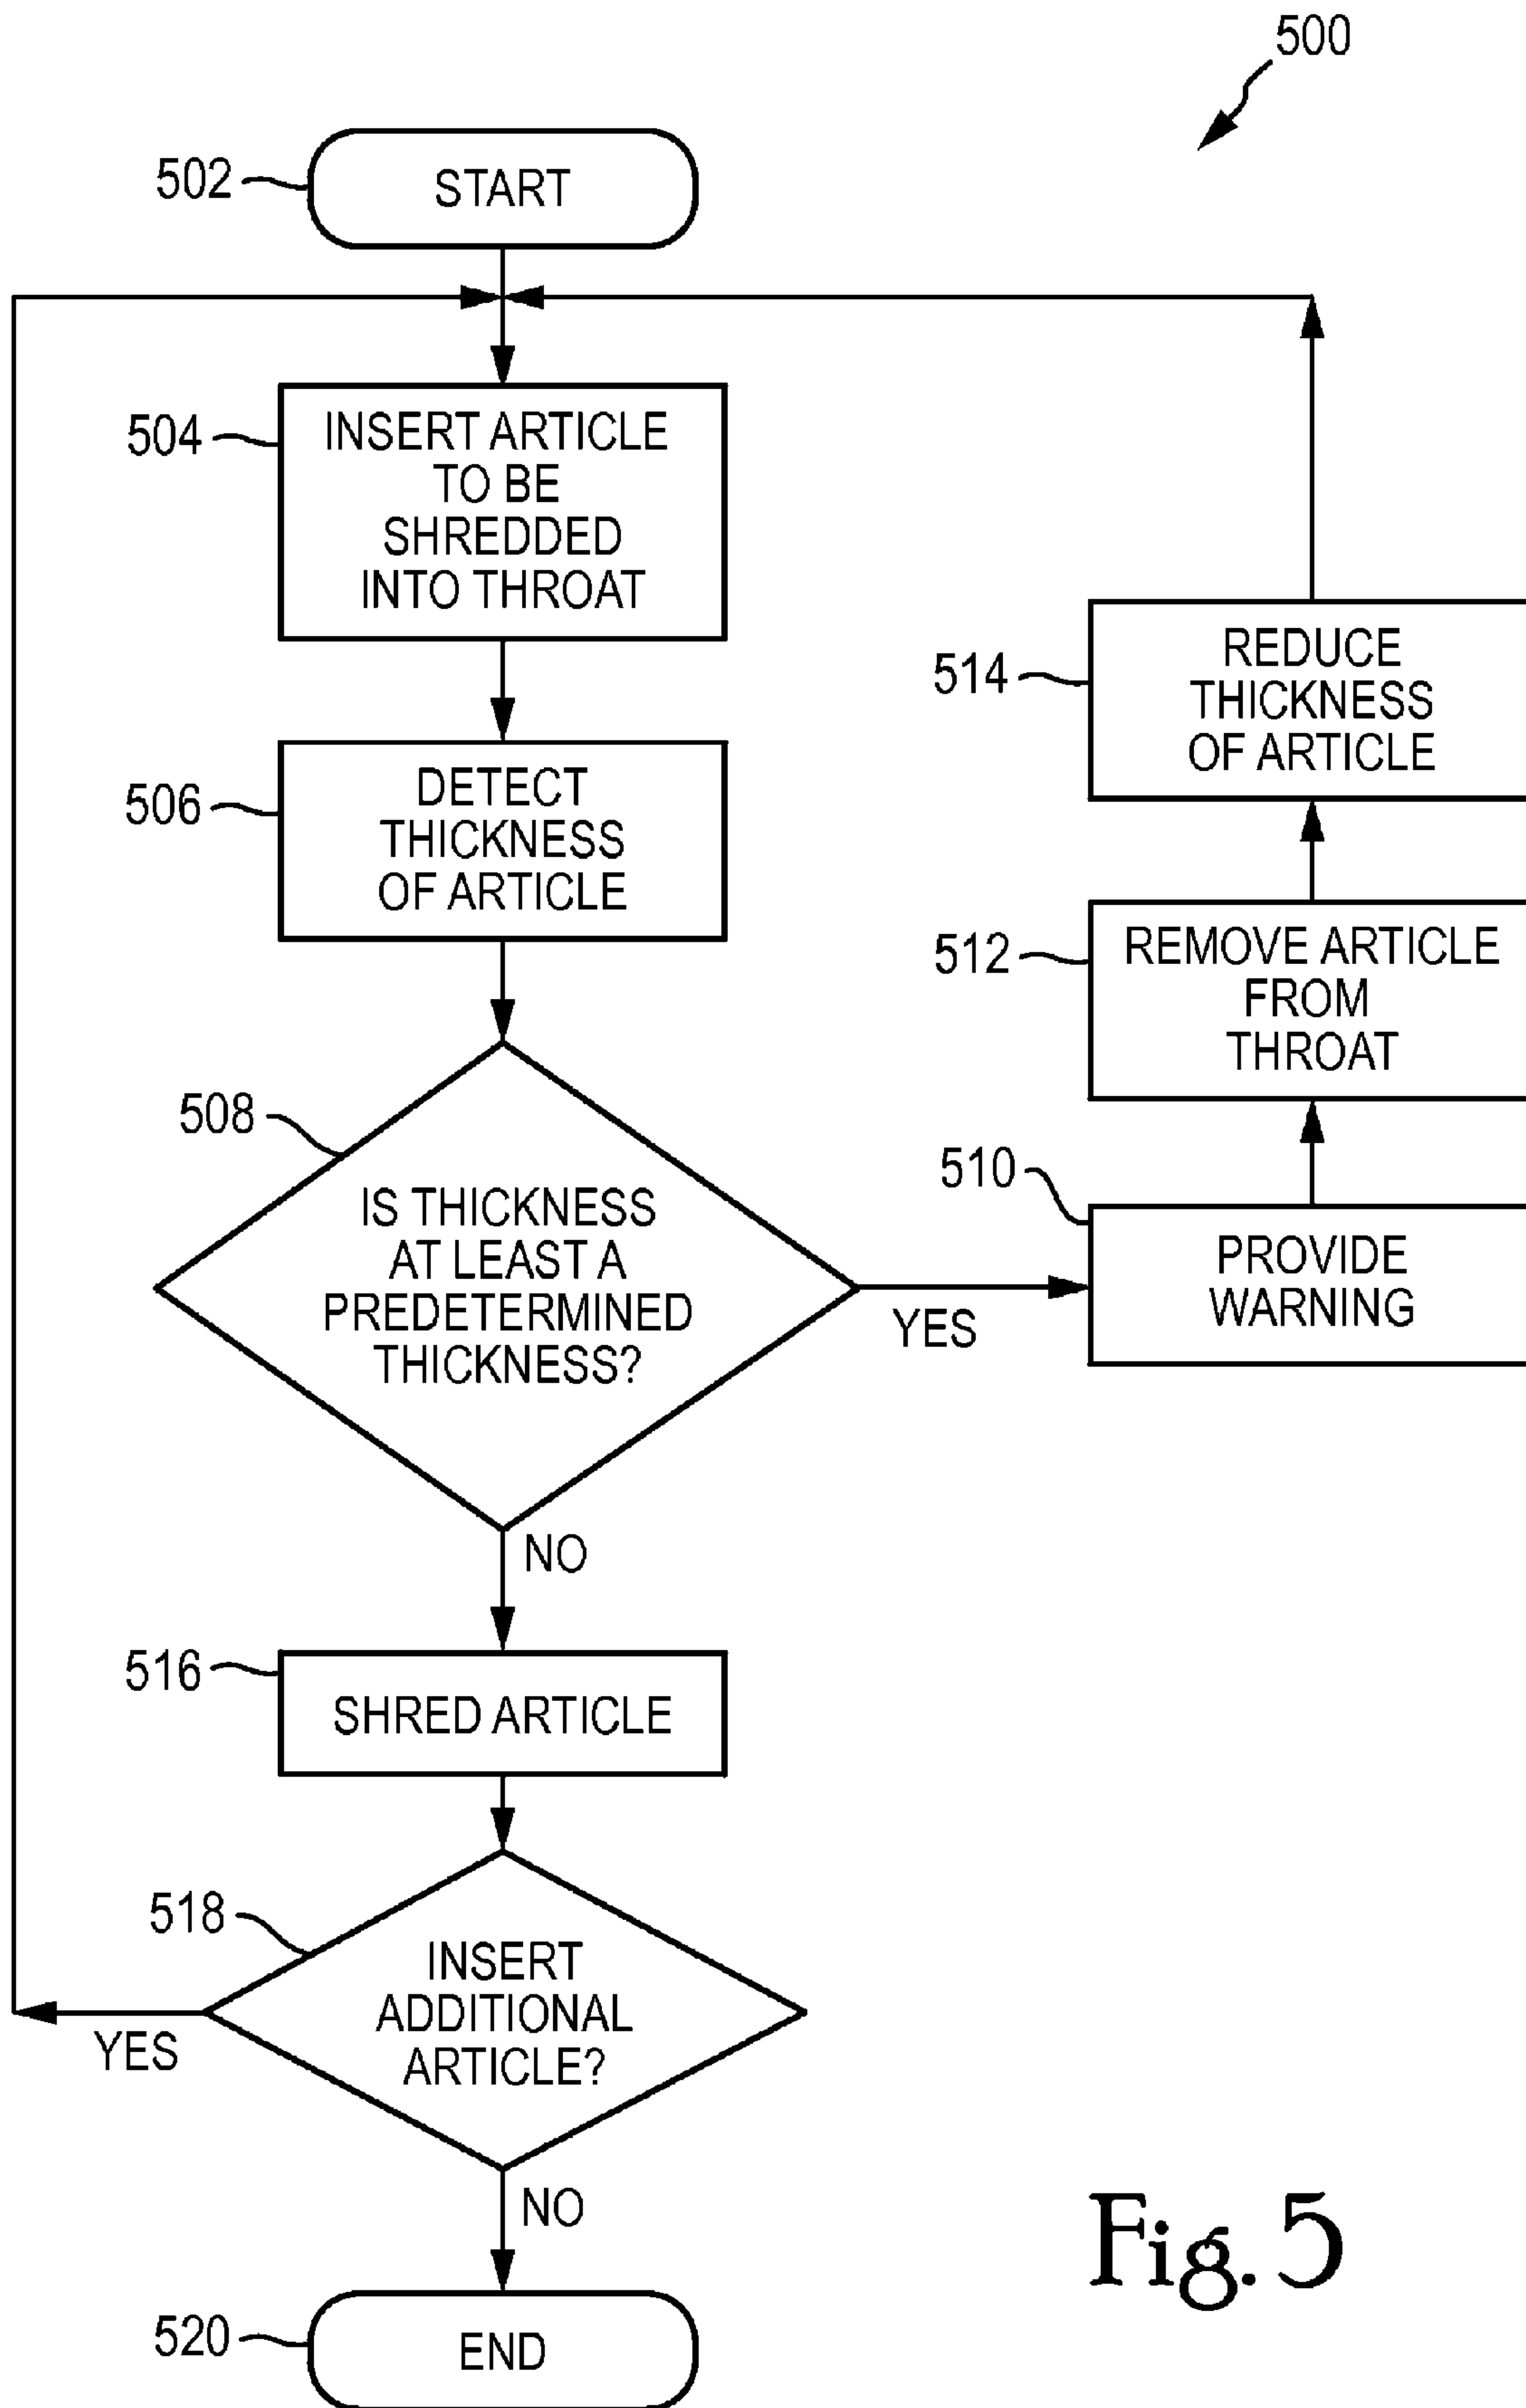 500
502
START
504
INSERT ARTICLE
TO BE
SHREDDED
INTO THROAT
506
DETECT
THICKNESS
OF ARTICLE
508
IS THICKNESS
AT LEAST A
PREDETERMINED
THICKNESS?
YES
510
PROVIDE
WARNING
512
REMOVE ARTICLE
FROM
THROAT
514
REDUCE
THICKNESS
OF ARTICLE
NO
516
SHRED ARTICLE
518
INSERT
ADDITIONAL
ARTICLE?
YES
NO
520
END
Fig. 5